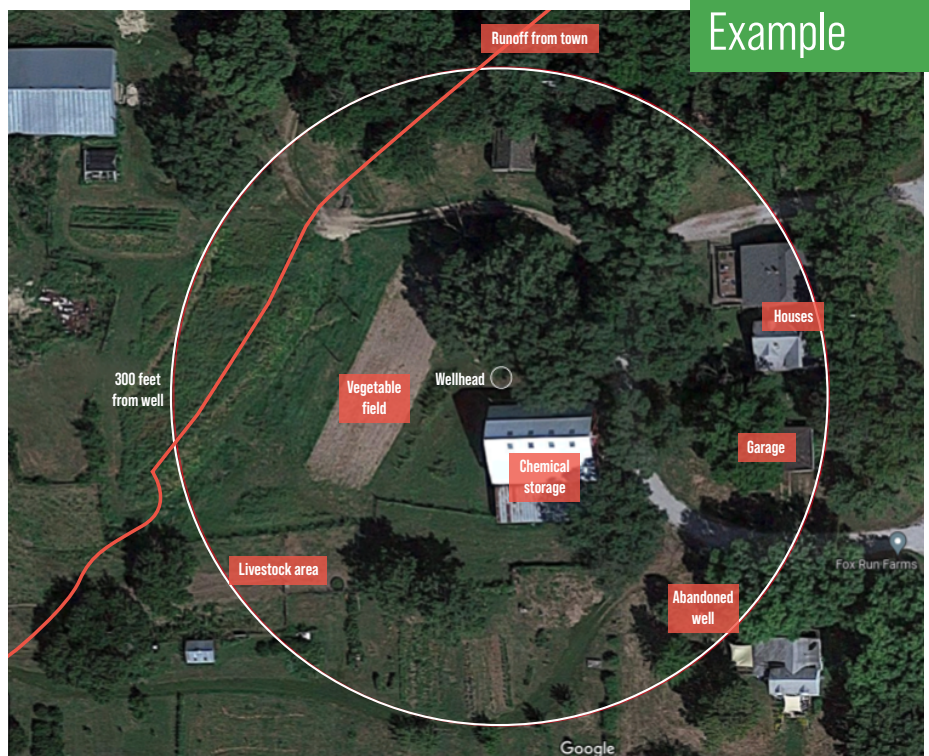 Example
Runoff from town
Houses
300 feet
from well
Wellhead
Vegetable
field
Garage
Chemical
storage
Fox Run Farms
Livestock area
Abandoned
well
Google